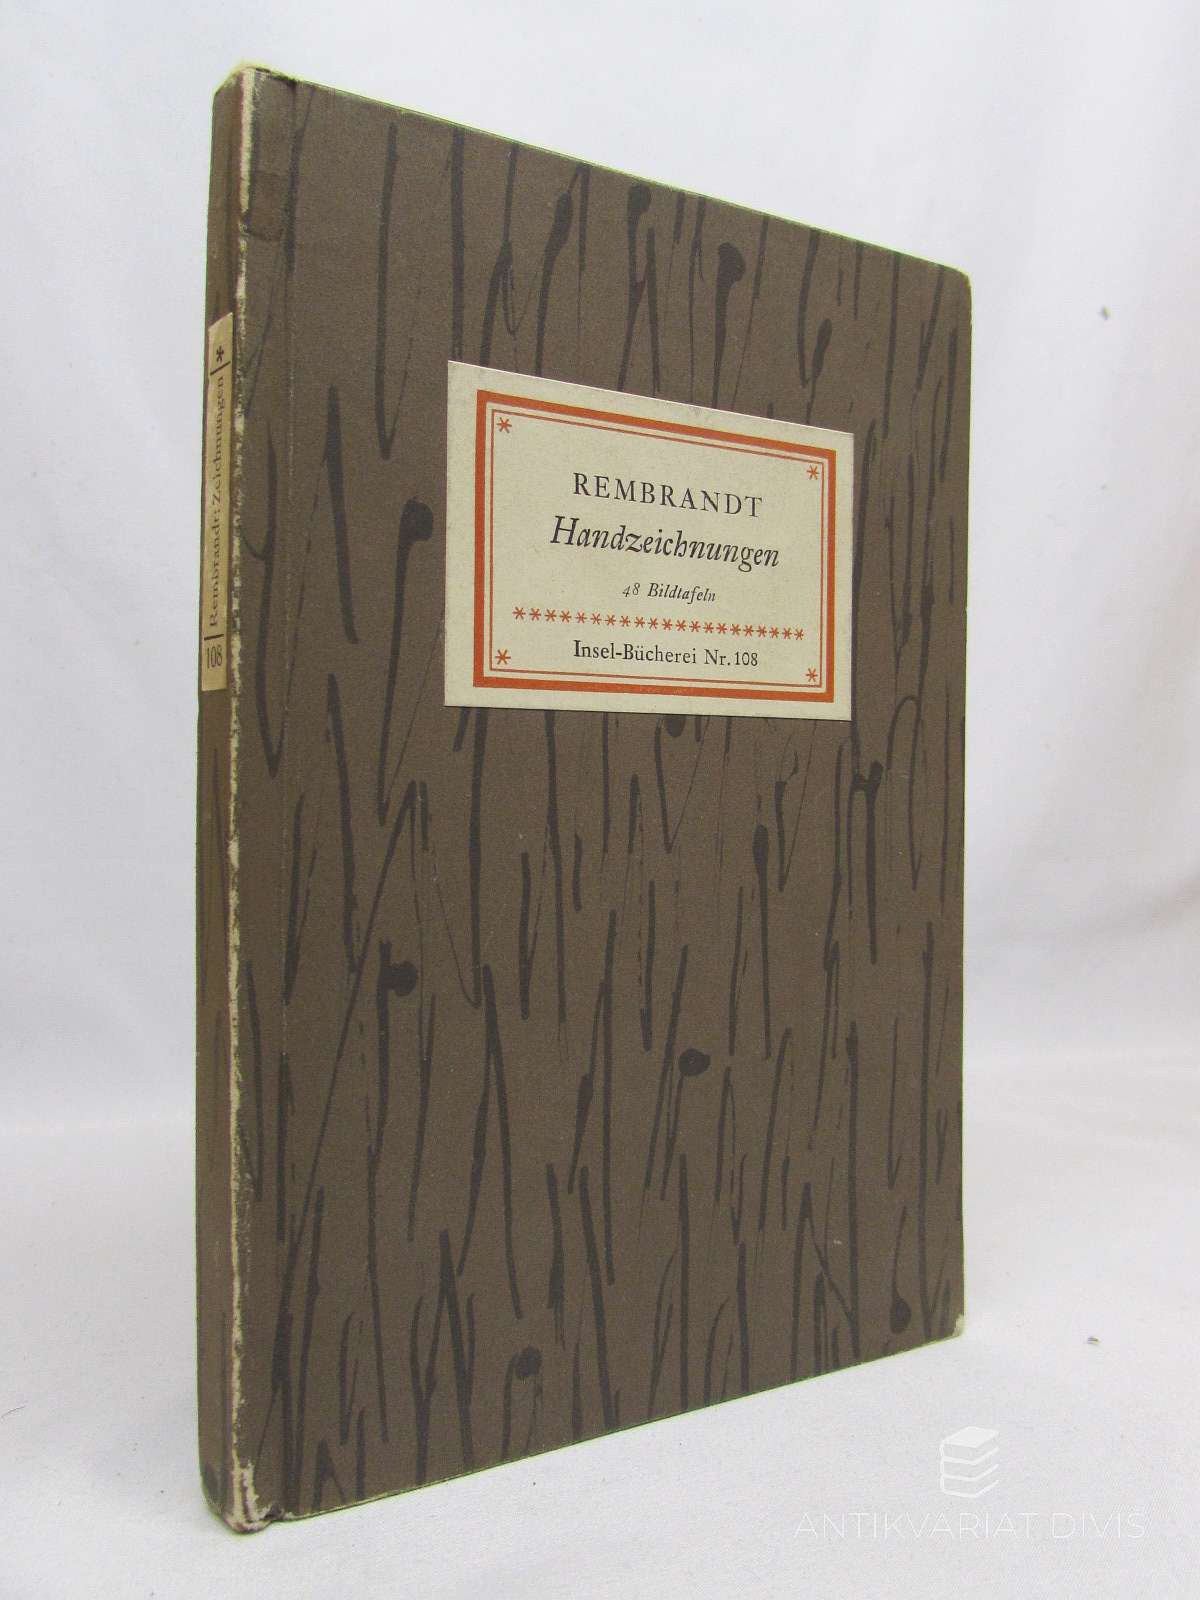 REMBRANDT
Handzeichnungen
48 Bildtafeln
********************
Insel-Bücherei Nr. 108
108 | Rembrandt: Zeichnungen | *
ANTIKVARIAT DIVIS